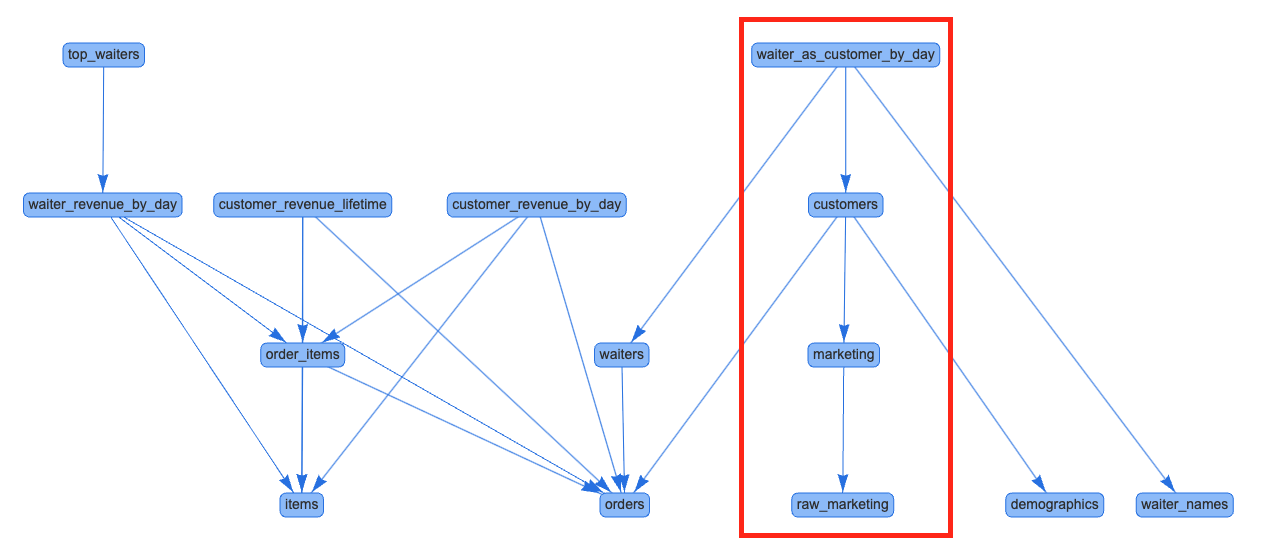 top_waiters
waiter_as_customer_by_day
waiter_revenue_by_day
customer_revenue_lifetime
customer_revenue_by_day
customers
order_items
waiters
marketing
items
orders
raw_marketing
demographics
waiter_names